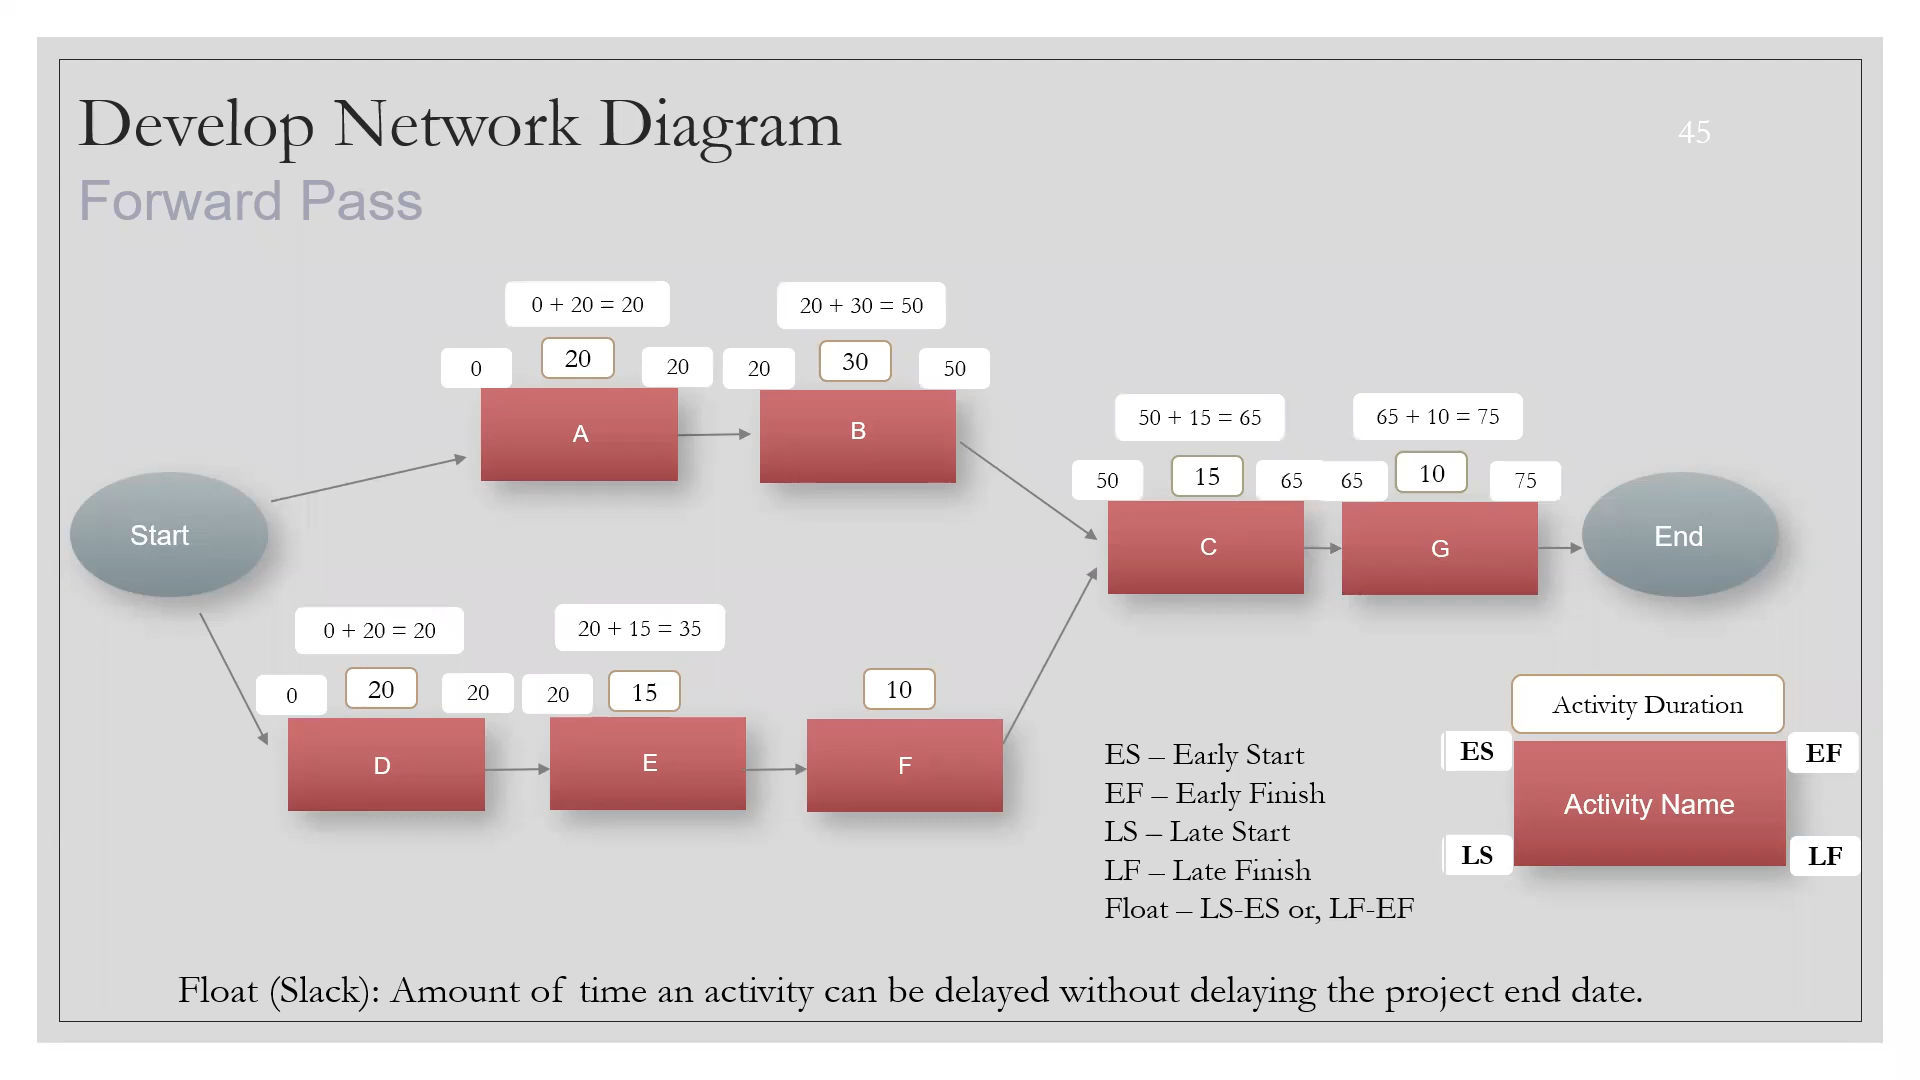 Develop Network Diagram
45
Forward Pass
0 + 20 = 20
20 + 30 = 50
0
20
20
20
30
50
A
B
50 + 15 = 65
65 + 10 = 75
50
15
65
65
10
75
C
G
Start
End
0 + 20 = 20
20 + 15 = 35
0
20
20
20
15
10
D
E
F
ES – Early Start
EF – Early Finish
LS – Late Start
LF – Late Finish
Float – LS-ES or, LF-EF
Activity Duration
ES
EF
Activity Name
LS
LF
Float (Slack): Amount of time an activity can be delayed without delaying the project end date.